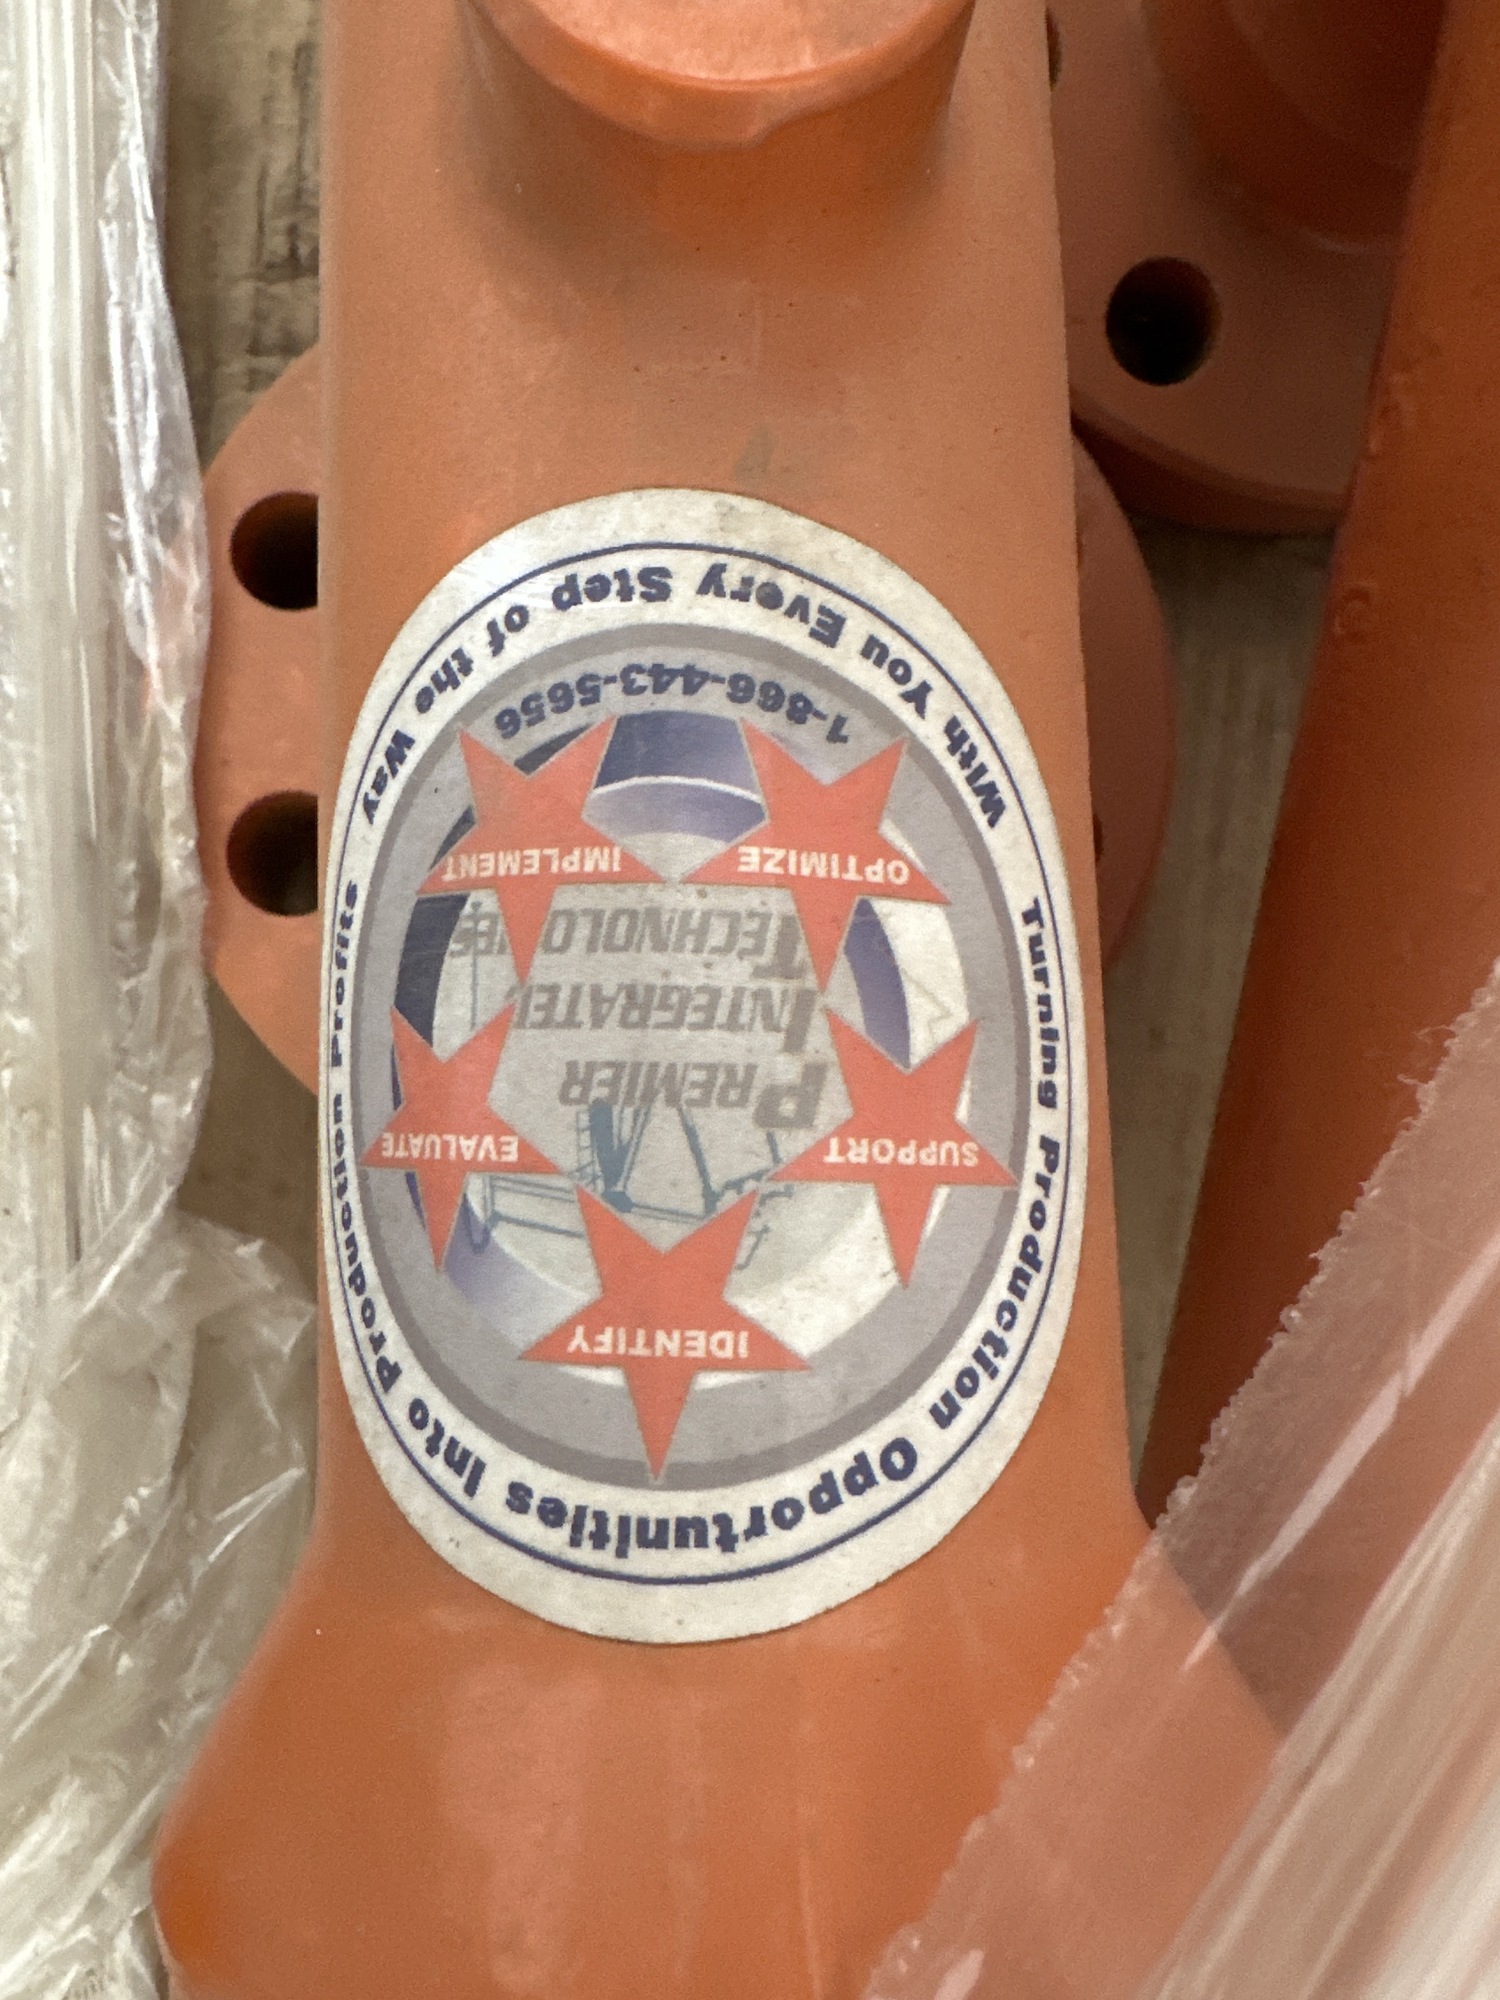 Turning Production Opportunities Into Production Profits
IDENTIFY
SUPPORT
EVALUATE
PREMIER
INTEGRATED
TECHNOLOGIES
OPTIMIZE
IMPLEMENT
1-866-443-5656
With You Every Step of the Way